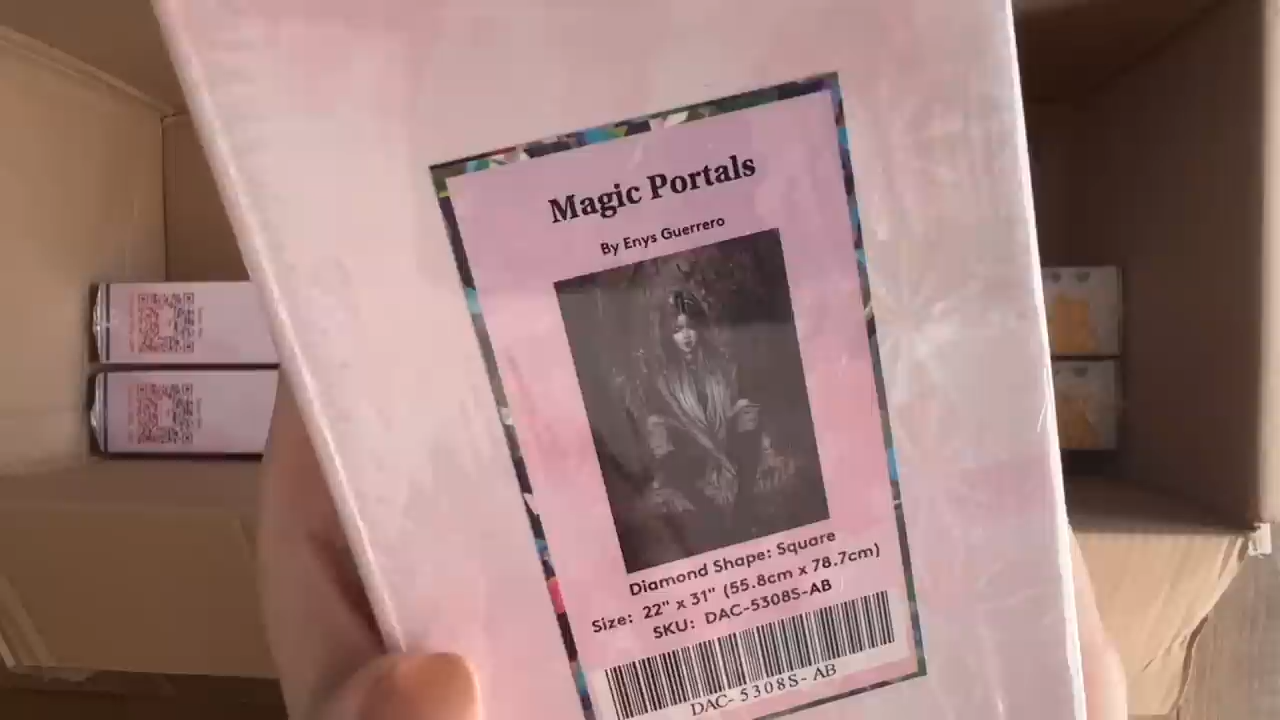 Magic Portals
By Enys Guerrero
Diamond Shape: Square
Size: 22" x 31" (55.8cm x 78.7cm)
SKU: DAC-5308S-AB
DAC- 5308S- AB